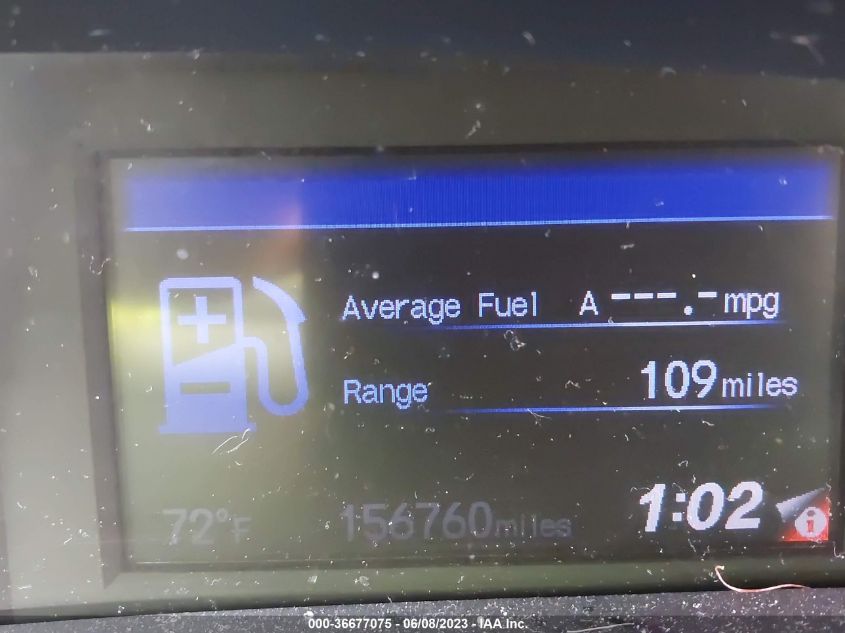 Average Fuel A ---.- mpg
Range 109 miles
72°F 156760 miles 1:02 i
000-36677075 - 06/08/2023 - IAA Inc.